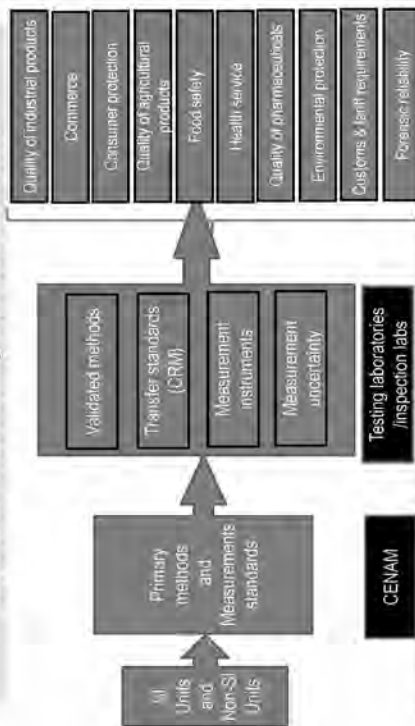 SI Units
and
Non-SI
Units
Primary
methods
and
Measurements
standards
CENAM
Validated methods
Transfer standards
(CRM)
Measurement
instruments
Measurement
uncertainty
Testing laboratories
/inspection labs
Quality of industrial products
Commerce
Consumer protection
Quality of agricultural
products
Food safety
Health service
Quality of pharmaceuticals
Environmental protection
Customs & tariff requirements
Forensic reliability